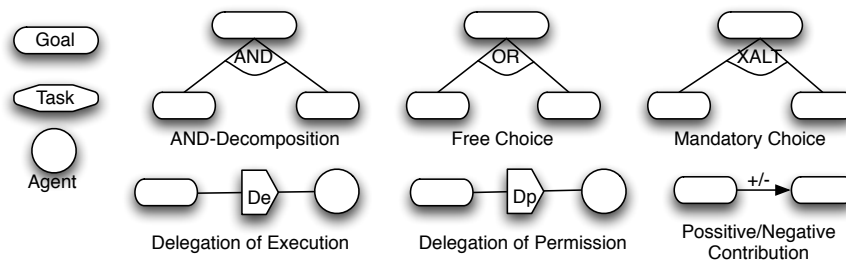 Goal
AND
OR
XALT
Task
AND-Decomposition
Free Choice
Mandatory Choice
Agent
De
Dp
+/-
Delegation of Execution
Delegation of Permission
Possitive/Negative
Contribution